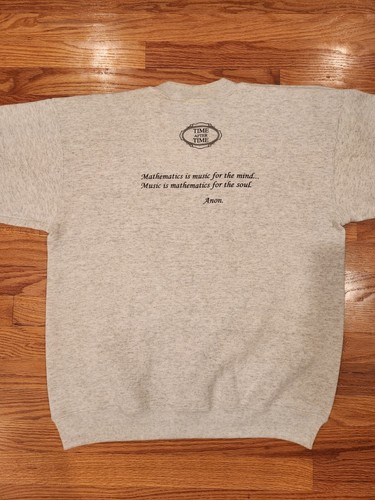 TIME
AFTER
TIME
Mathematics is music for the mind...
Music is mathematics for the soul.
Anon.